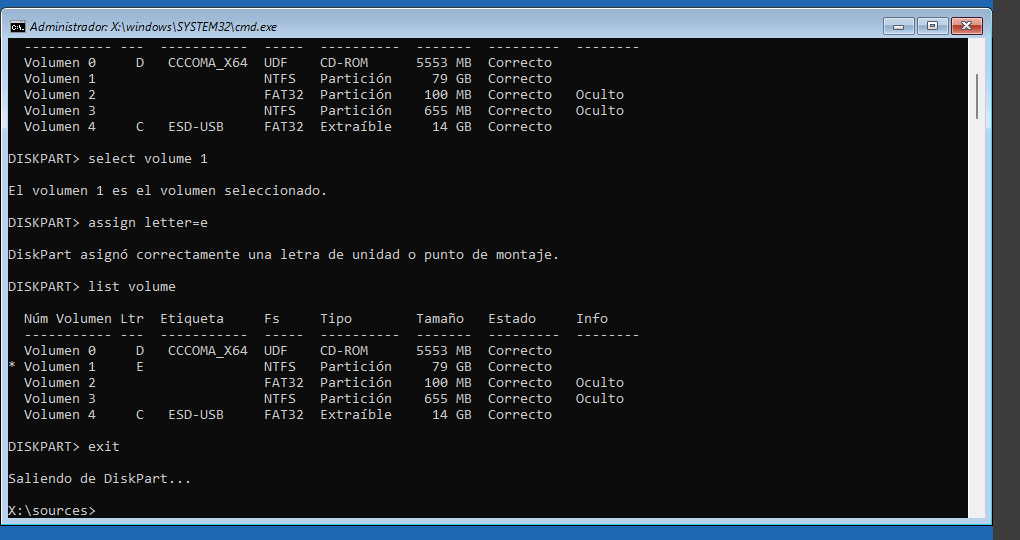 Administrador: X:\windows\SYSTEM32\cmd.exe
----------- ---  -----------  -----  ----------  -------  ---------  --------
Volumen 0     D   CCCOMA_X64  UDF    CD-ROM      5553 MB  Correcto
Volumen 1                     NTFS   Partición     79 GB  Correcto
Volumen 2                     FAT32  Partición    100 MB  Correcto   Oculto
Volumen 3                     NTFS   Partición    655 MB  Correcto   Oculto
Volumen 4     C   ESD-USB     FAT32  Extraíble     14 GB  Correcto
DISKPART> select volume 1
El volumen 1 es el volumen seleccionado.
DISKPART> assign letter=e
DiskPart asignó correctamente una letra de unidad o punto de montaje.
DISKPART> list volume
Núm Volumen Ltr  Etiqueta     Fs     Tipo        Tamaño   Estado     Info
----------- ---  -----------  -----  ----------  -------  ---------  --------
Volumen 0     D   CCCOMA_X64  UDF    CD-ROM      5553 MB  Correcto
* Volumen 1     E               NTFS   Partición     79 GB  Correcto
Volumen 2                     FAT32  Partición    100 MB  Correcto   Oculto
Volumen 3                     NTFS   Partición    655 MB  Correcto   Oculto
Volumen 4     C   ESD-USB     FAT32  Extraíble     14 GB  Correcto
DISKPART> exit
Saliendo de DiskPart...
X:\sources>